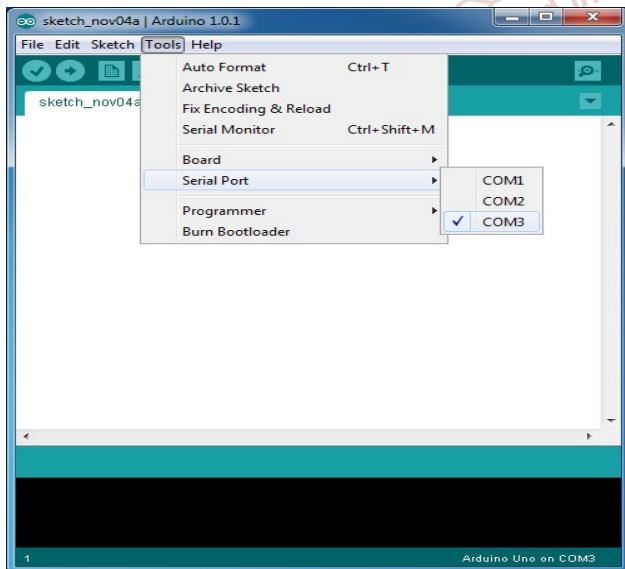 sketch_nov04a | Arduino 1.0.1
File Edit Sketch Tools Help
Auto Format Ctrl+T
Archive Sketch
sketch_nov04a
Fix Encoding & Reload
Serial Monitor Ctrl+Shift+M
Board
Serial Port
COM1
COM2
COM3
Programmer
Burn Bootloader
1 Arduino Uno on COM3